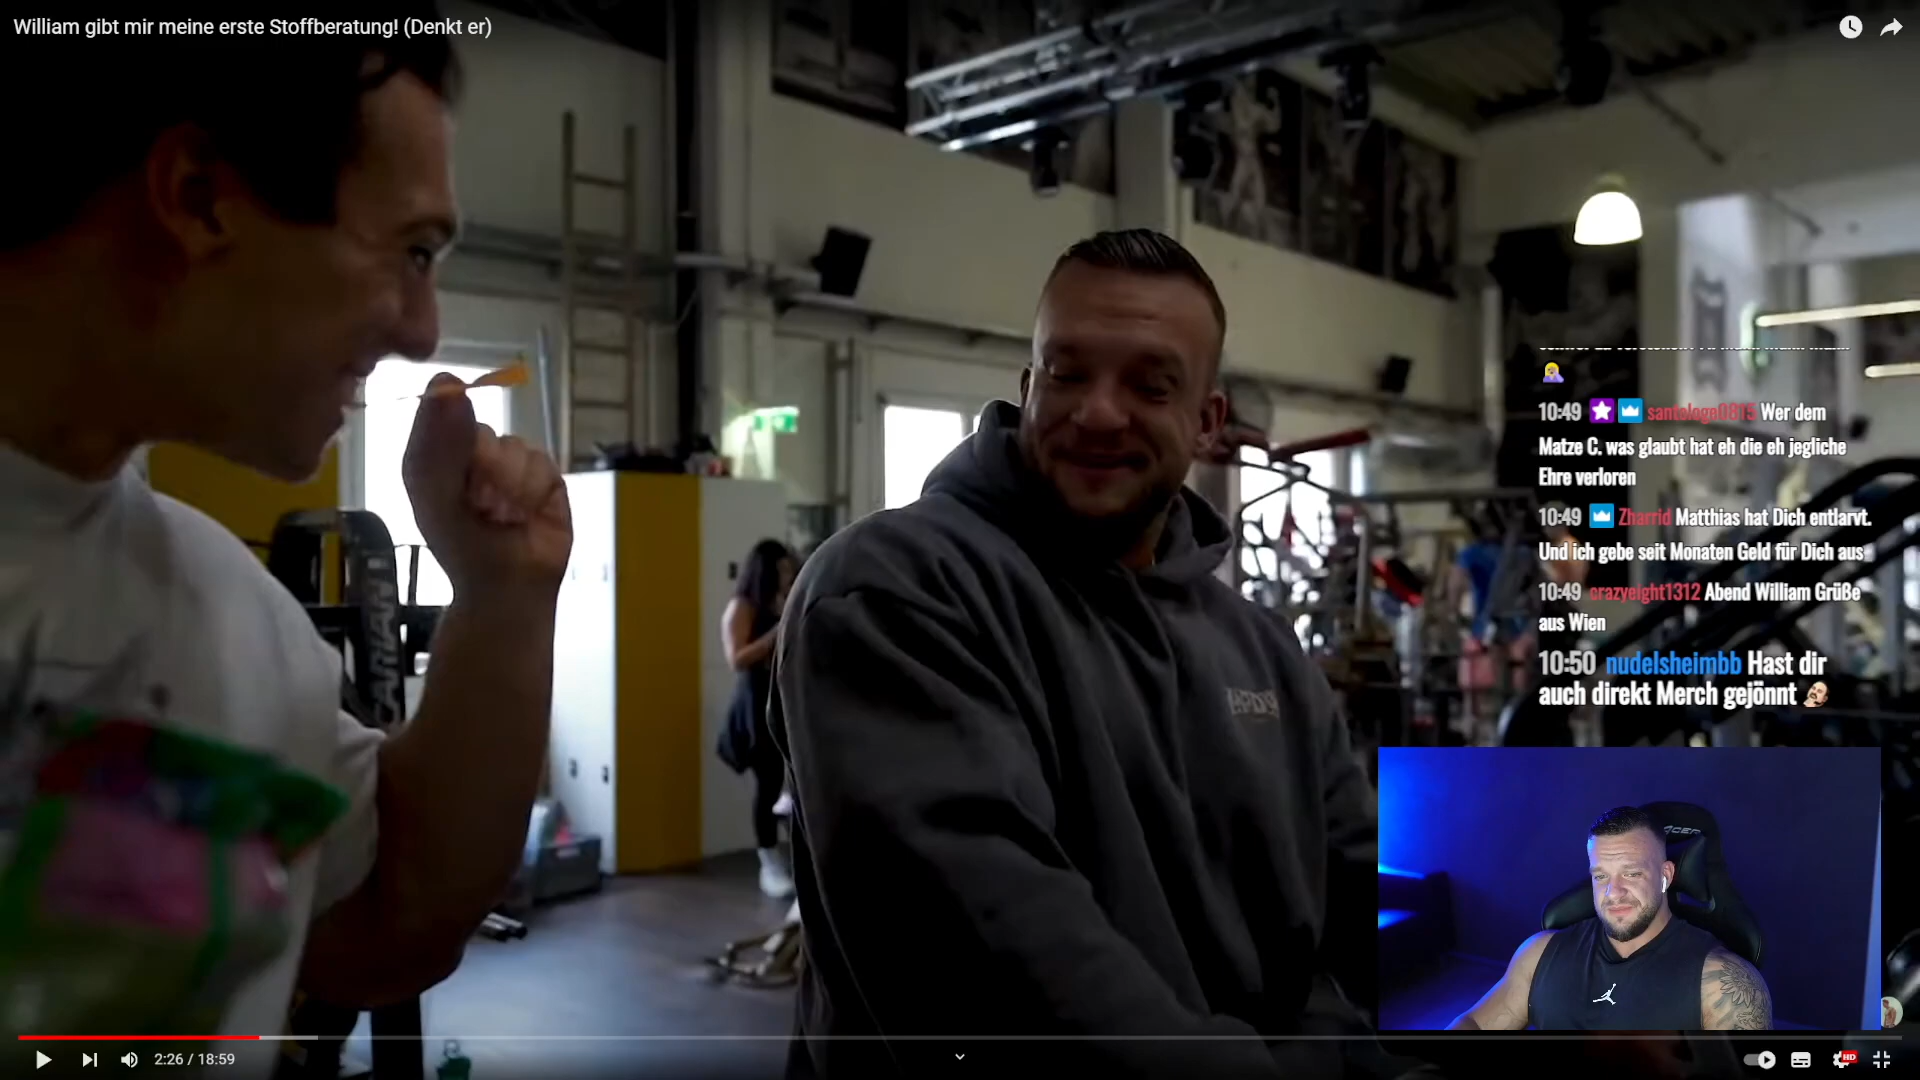 William gibt mir meine erste Stoffberatung! (Denkt er)
10:49 santologo0815 Wer dem
Matze C. was glaubt hat eh die eh jegliche
Ehre verloren
10:49 Zharrid Matthias hat Dich entlarvt.
Und ich gebe seit Monaten Geld für Dich aus
10:49 crazyeight1312 Abend William Grüße
aus Wien
10:50 nudelsheimbb Hast dir
auch direkt Merch gejönnt
ACER
2:26 / 18:59
HD